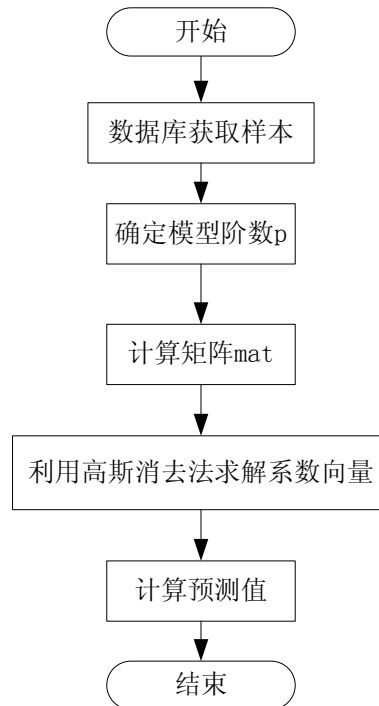 开始
数据库获取样本
确定模型阶数p
计算矩阵mat
利用高斯消去法求解系数向量
计算预测值
结束